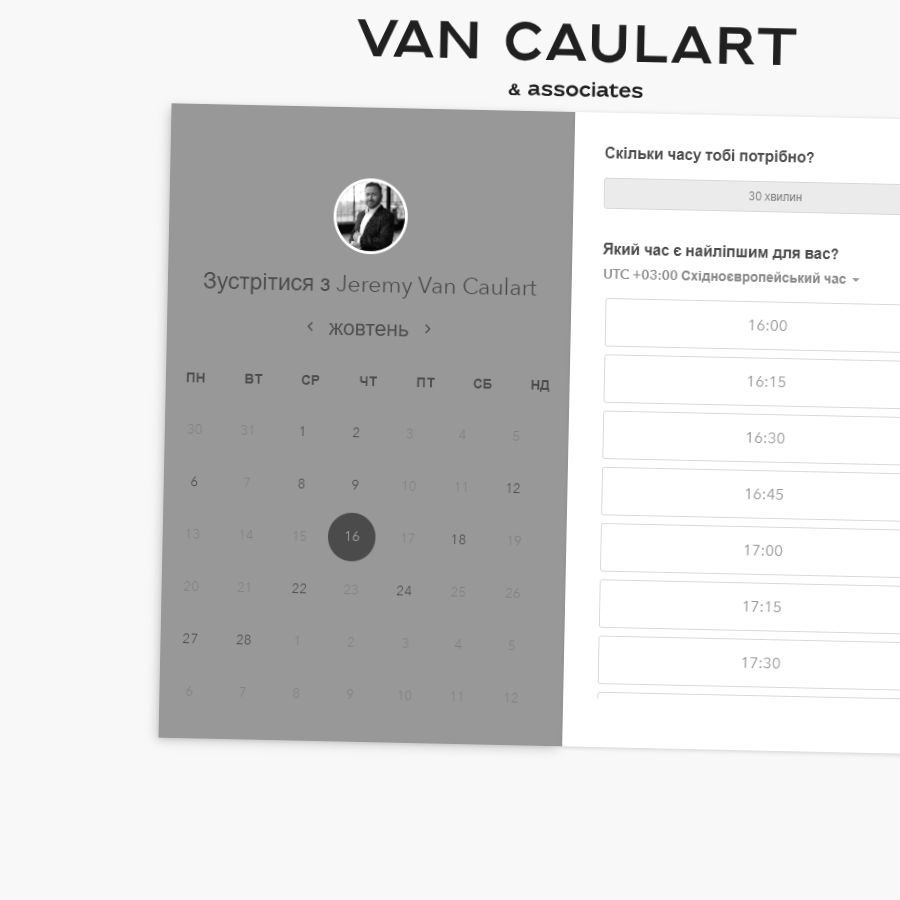 VAN CAULART
& associates
Зустрітися з Jeremy Van Caulart
жовтень
ПН ВТ СР ЧТ ПТ СБ НД
30 31 1 2 3 4 5
6 7 8 9 10 11 12
13 14 15 16 17 18 19
20 21 22 23 24 25 26
27 28 1 2 3 4 5
6 7 8 9 10 11 12
Скільки часу тобі потрібно?
30 хвилин
Який час є найліпшим для вас?
UTC +03:00 Східноєвропейський час
16:00
16:15
16:30
16:45
17:00
17:15
17:30